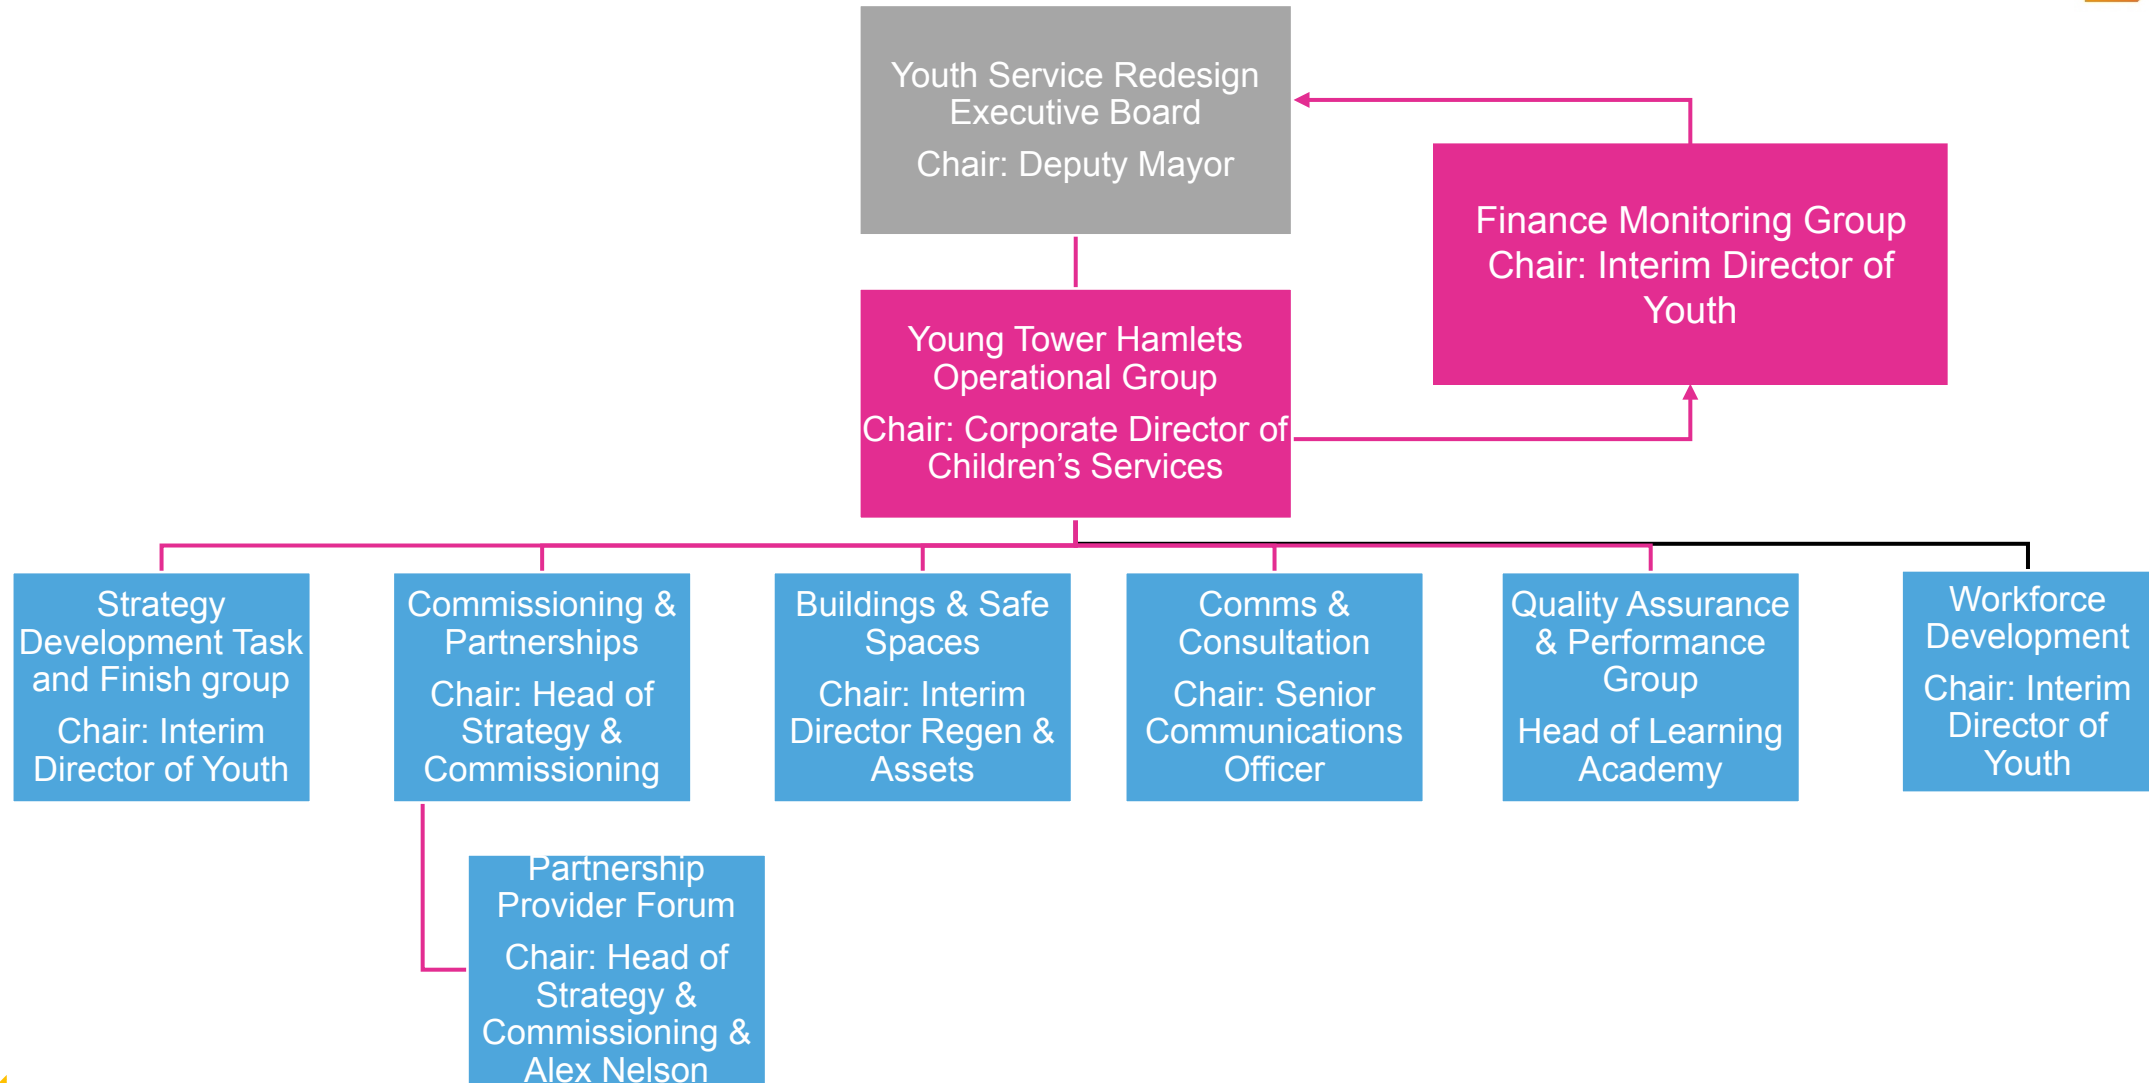 Youth Service Redesign
Executive Board
Chair: Deputy Mayor
Finance Monitoring Group
Chair: Interim Director of
Youth
Young Tower Hamlets
Operational Group
Chair: Corporate Director of
Children’s Services
Strategy
Development Task
and Finish group
Chair: Interim
Director of Youth
Commissioning &
Partnerships
Chair: Head of
Strategy &
Commissioning
Buildings & Safe
Spaces
Chair: Interim
Director Regen &
Assets
Comms &
Consultation
Chair: Senior
Communications
Officer
Quality Assurance
& Performance
Group
Head of Learning
Academy
Workforce
Development
Chair: Interim
Director of
Youth
Partnership
Provider Forum
Chair: Head of
Strategy &
Commissioning &
Alex Nelson